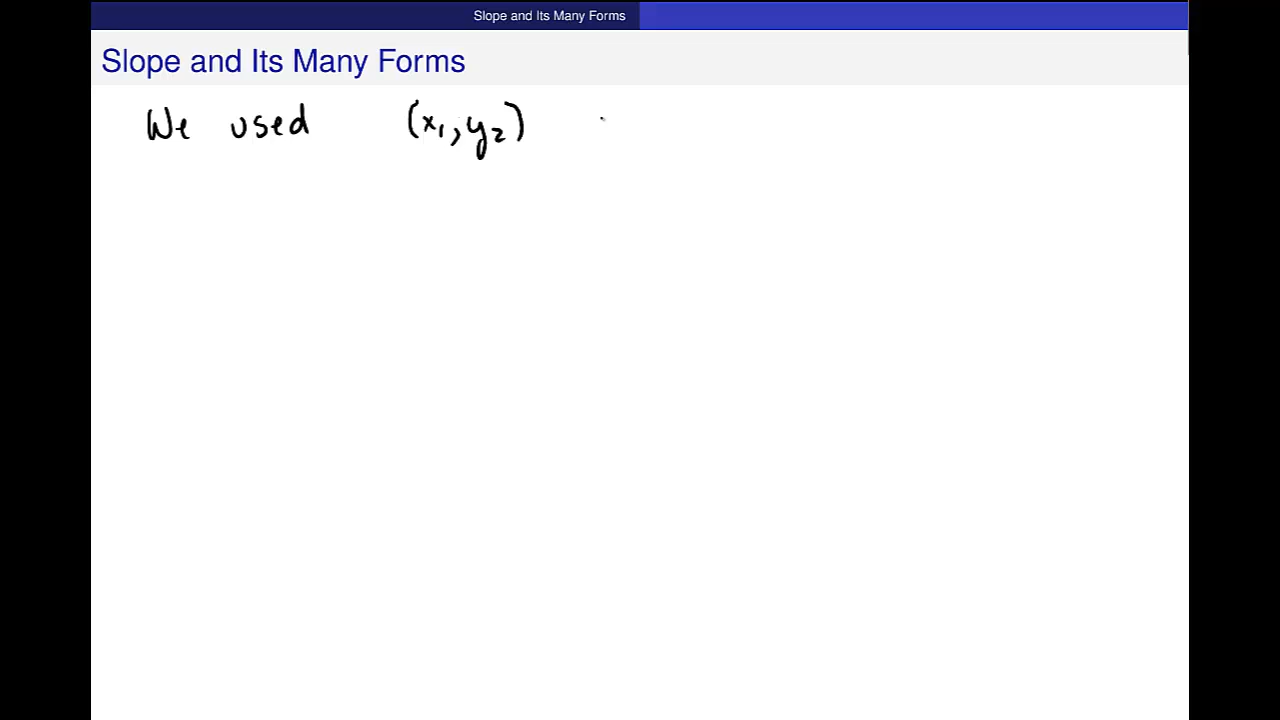 Slope and Its Many Forms
Slope and Its Many Forms
We used (x₁, y₂)